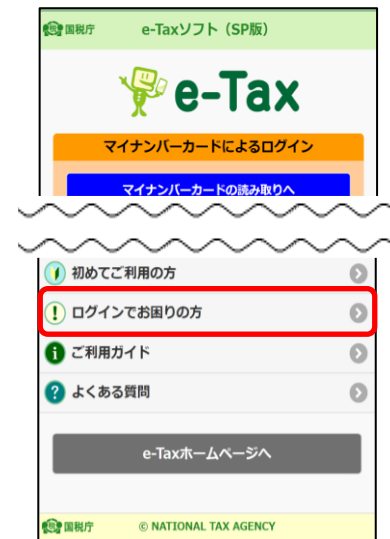 国税庁 e-Taxソフト（SP版）
e-Tax
マイナンバーカードによるログイン
マイナンバーカードの読み取りへ
初めてご利用の方
ログインでお困りの方
ご利用ガイド
よくある質問
e-Taxホームページへ
国税庁 © NATIONAL TAX AGENCY